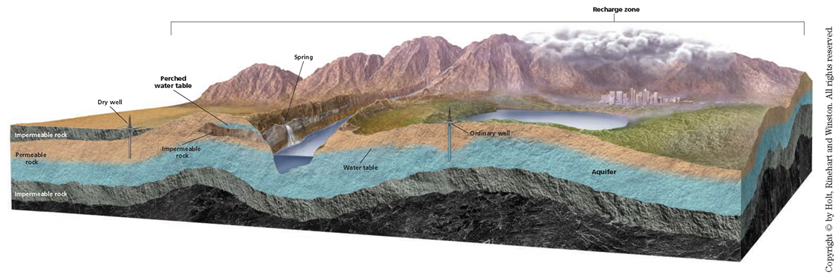 Recharge zone
Spring
Perched
water table
Dry well
Impermeable rock
Impermeable
rock
Ordinary well
Permeable
rock
Water table
Aquifer
Impermeable rock
Copyright © by Holt, Rinehart and Winston. All rights reserved.